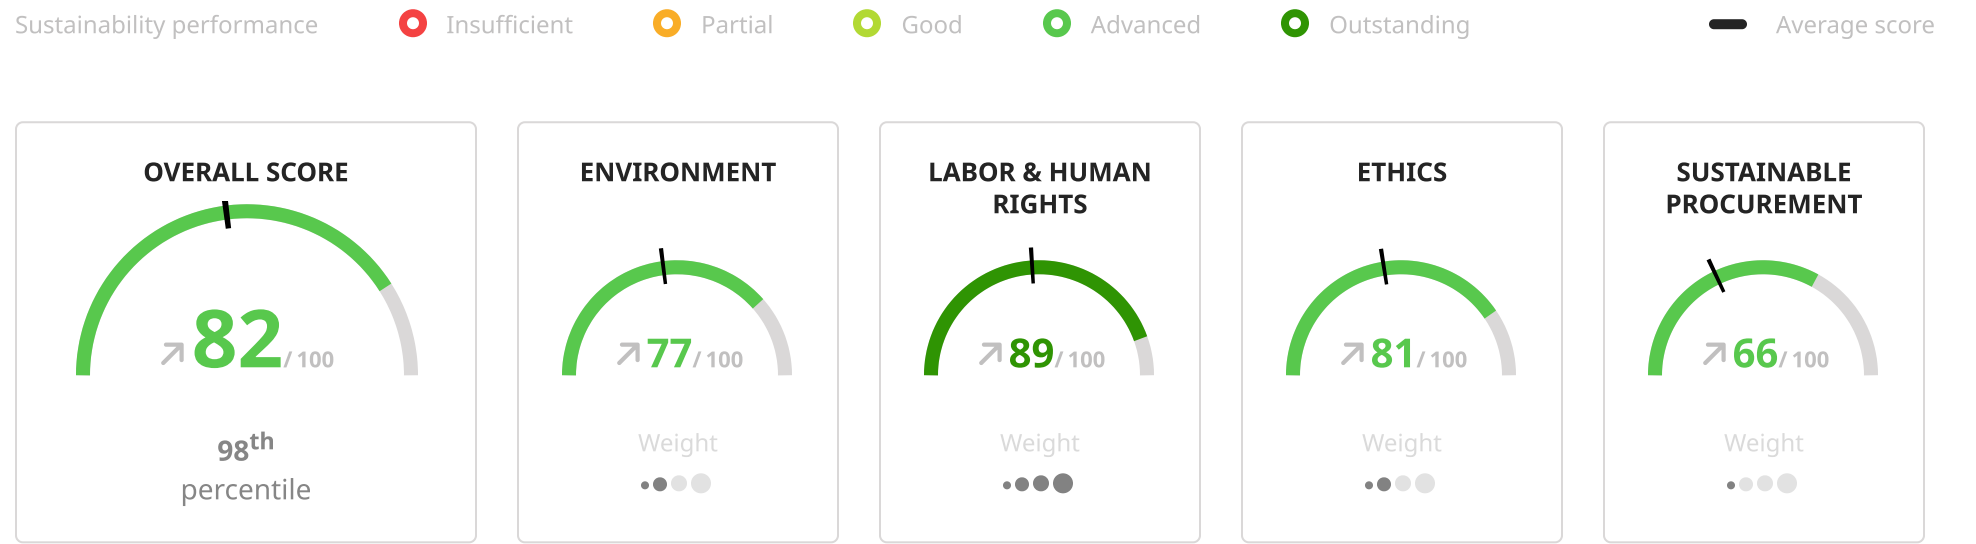 Sustainability performance Insufficient Partial Good Advanced Outstanding Average score
OVERALL SCORE
82 / 100
98th
percentile
ENVIRONMENT
77 / 100
Weight
LABOR & HUMAN
RIGHTS
89 / 100
Weight
ETHICS
81 / 100
Weight
SUSTAINABLE
PROCUREMENT
66 / 100
Weight